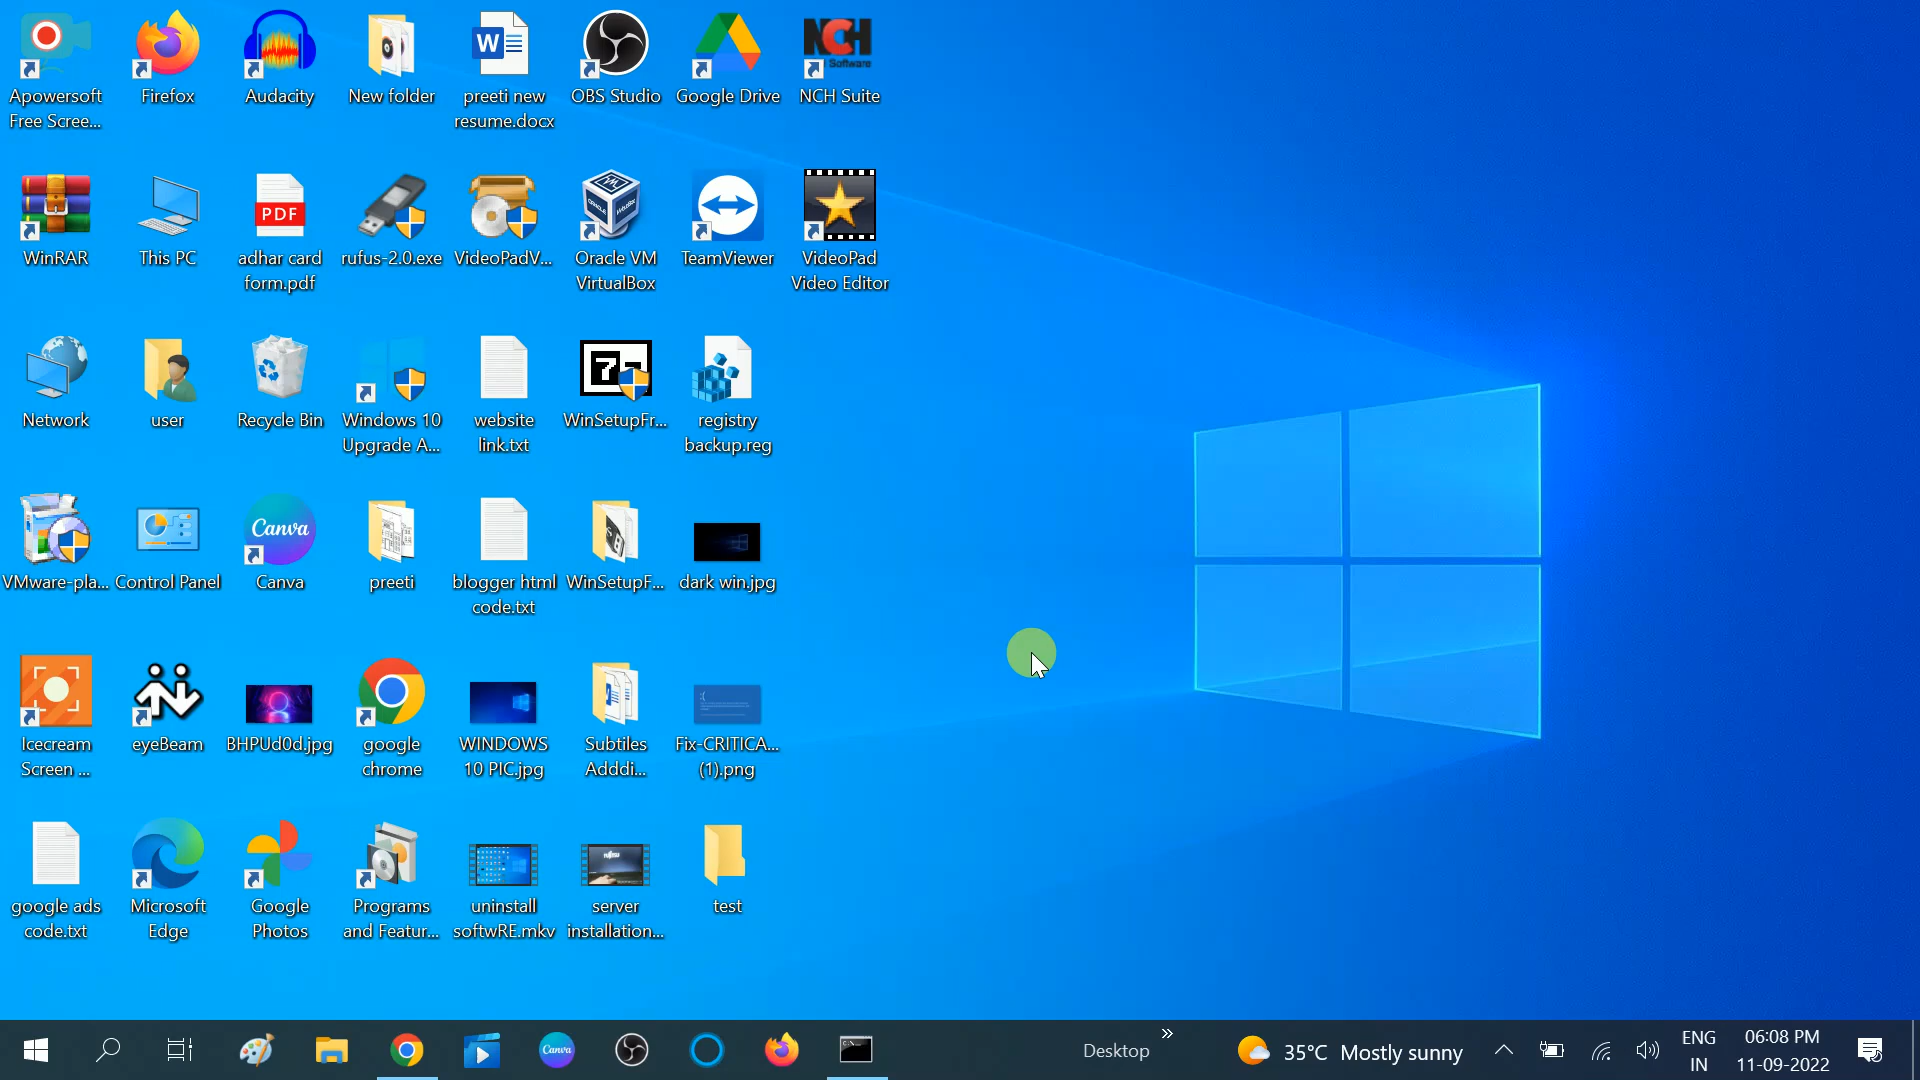 Apowersoft
Free Scree...
Firefox
Audacity
New folder
preeti new
resume.docx
OBS Studio
Google Drive
NCH
Software
NCH Suite
WinRAR
This PC
PDF
adhar card
form.pdf
rufus-2.0.exe
VideoPadV...
Oracle VM
VirtualBox
TeamViewer
VideoPad
Video Editor
Network
user
Recycle Bin
Windows 10
Upgrade A...
website
link.txt
WinSetupFr...
registry
backup.reg
VMware-pla...
Control Panel
Canva
Canva
preeti
blogger html
code.txt
WinSetupF...
dark win.jpg
Icecream
Screen ...
eyeBeam
BHPUd0d.jpg
google
chrome
WINDOWS
10 PIC.jpg
Subtiles
Adddi...
Fix-CRITICA...
(1).png
google ads
code.txt
Microsoft
Edge
Google
Photos
Programs
and Featur...
uninstall
softwRE.mkv
server
installation...
test
Canva
Desktop
35°C Mostly sunny
ENG
IN
06:08 PM
11-09-2022